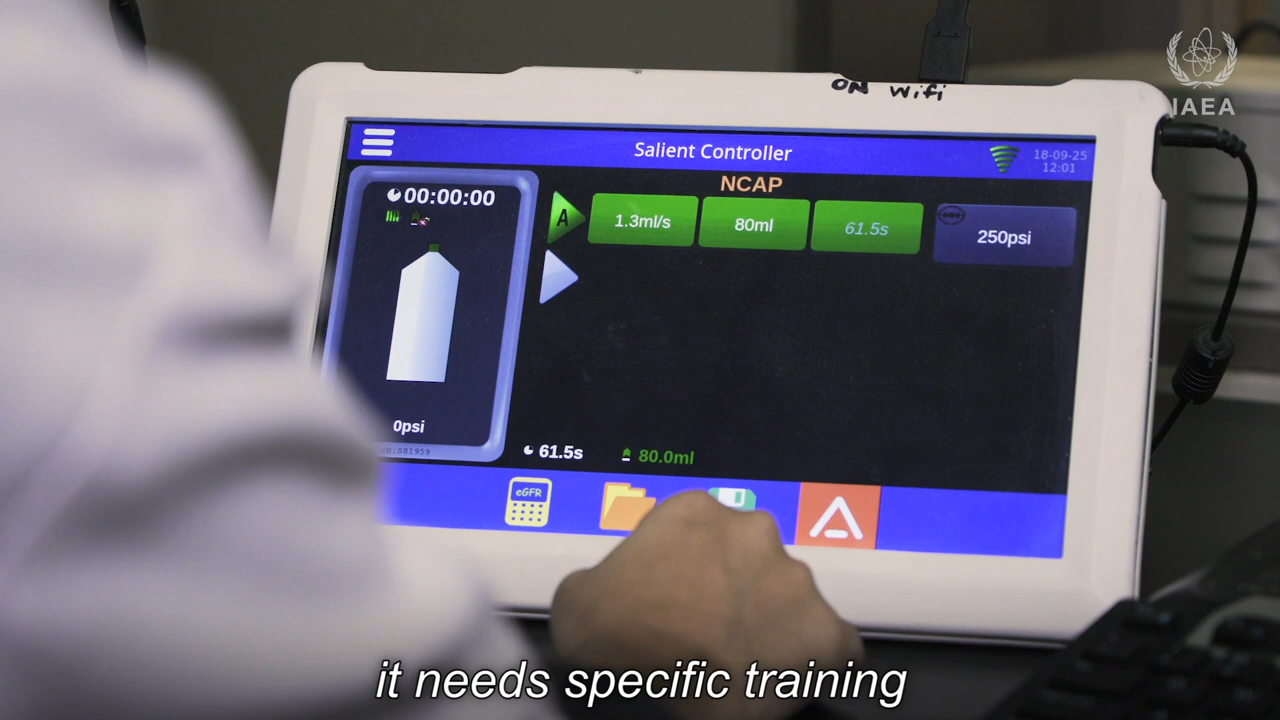 ON Wifi
IAEA
Salient Controller
18-09-25
12:01
00:00:00
NCAP
A
1.3ml/s
80ml
61.5s
250psi
0psi
61.5s
80.0ml
eGFR
it needs specific training